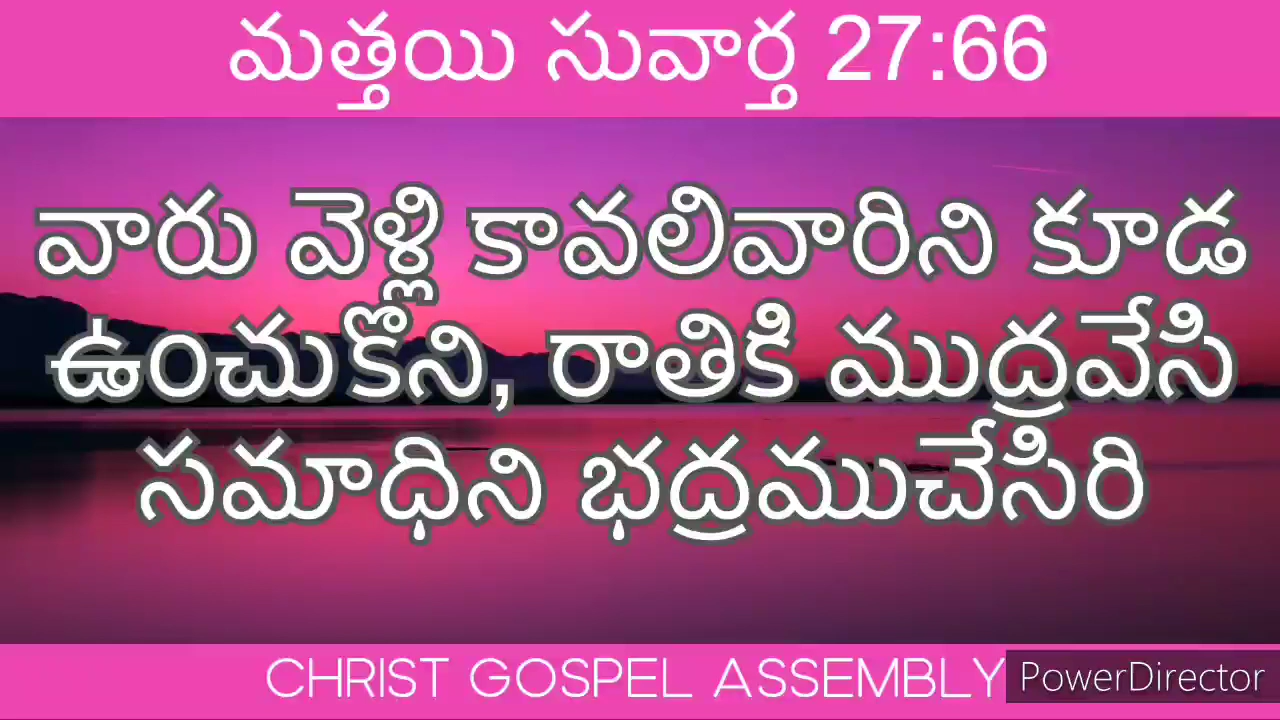 మత్తయి సువార్త 27:66
వారు వెళ్లి కావలివారిని కూడ
ఉంచుకొని, రాతికి ముద్రవేసి
సమాధిని భద్రముచేసిరి
CHRIST GOSPEL ASSEMBLY
PowerDirector